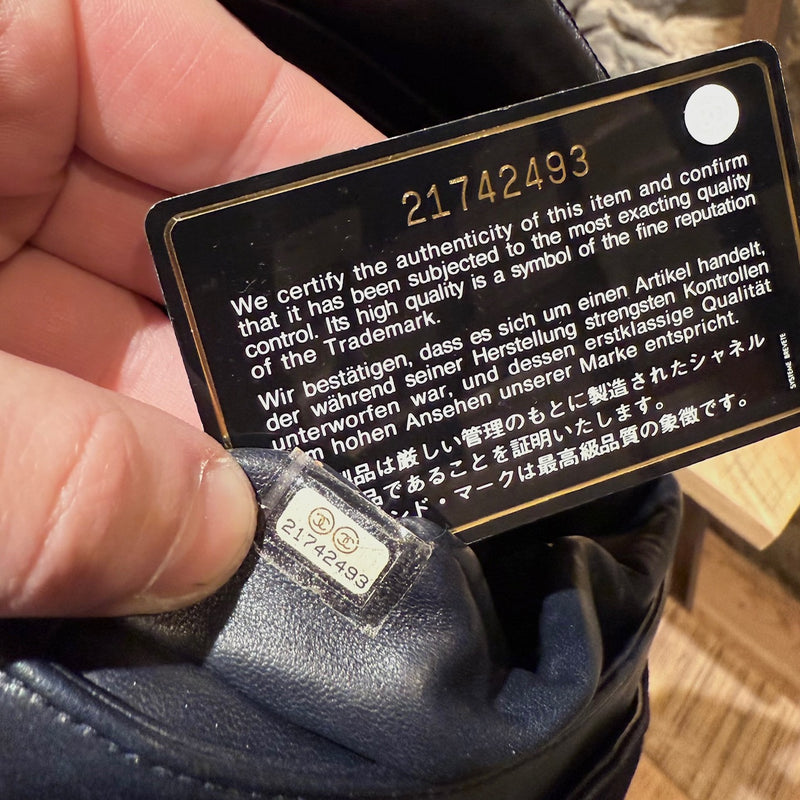 21742493
We certify the authenticity of this item and confirm
that it has been subjected to the most exacting quality
control. Its high quality is a symbol of the fine reputation
of the Trademark.
Wir bestätigen, dass es sich um einen Artikel handelt,
der während seiner Herstellung strengsten Kontrollen
unterworfen war, und dessen erstklassige Qualität
hohen Ansehen unserer Marke entspricht.
品は厳しい管理のもとに製造されたシャネル
品であることを証明いたします。
ンド・マークは最高級品質の象徴です。
21742493